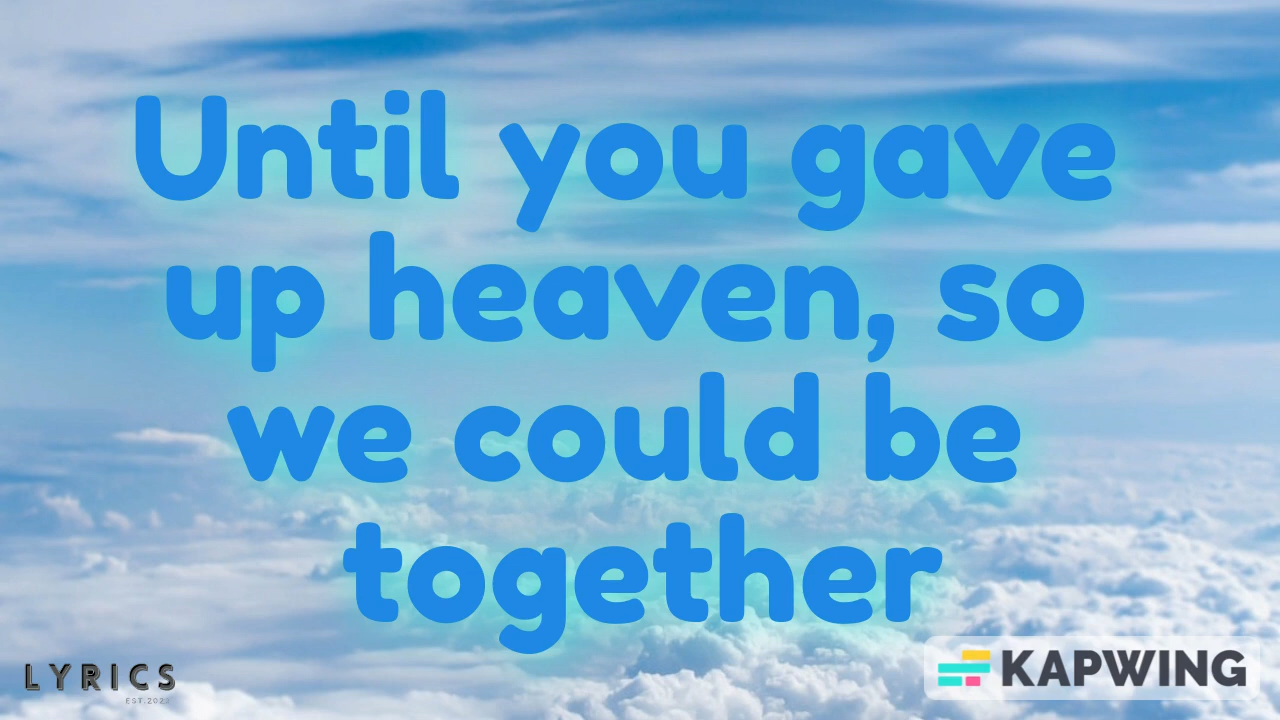 Until you gave
up heaven, so
we could be
together
LYRICS
KAPWING